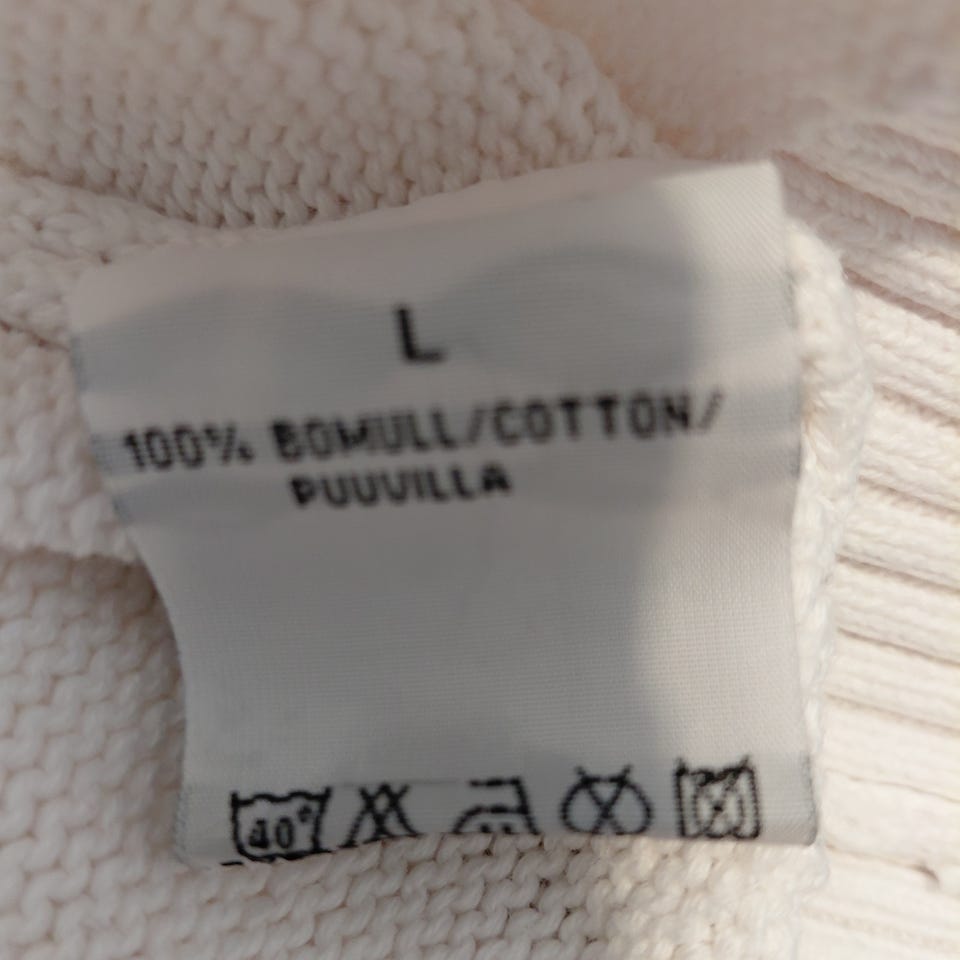 L
100% BOMULL/COTTON/
PUUVILLA
40°